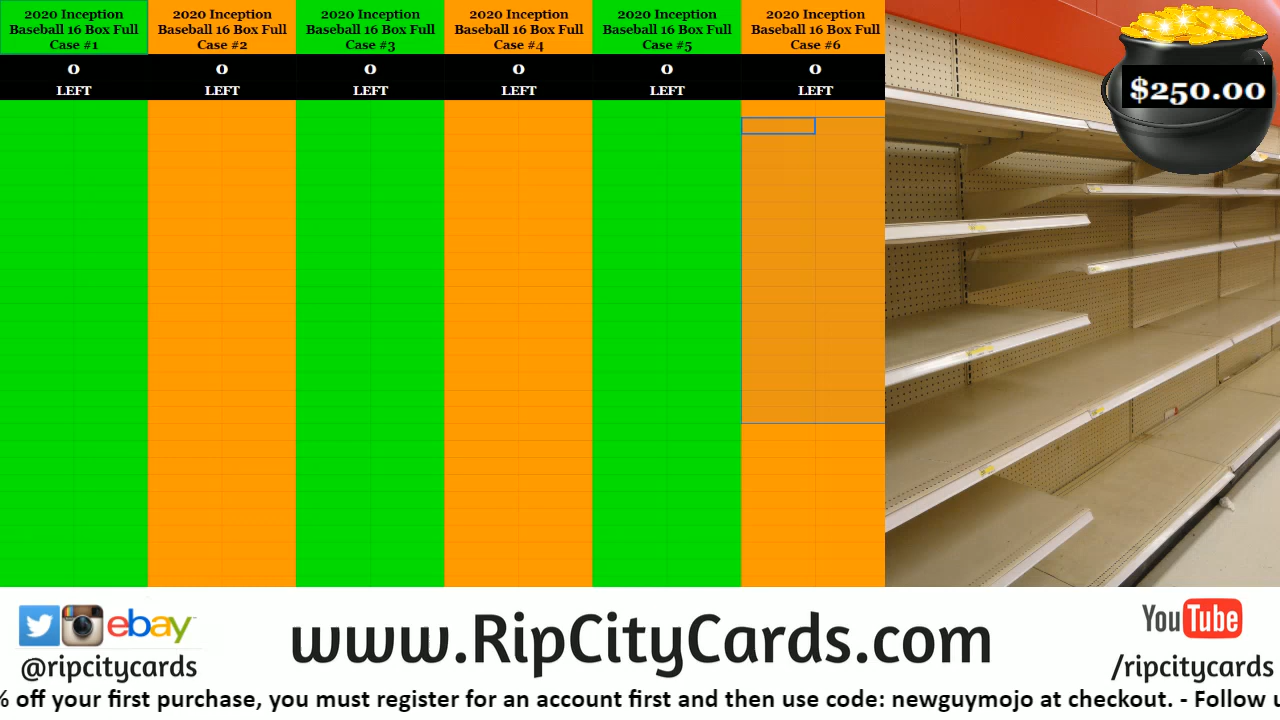 2020 Inception
Baseball 16 Box Full
Case #1
0
LEFT
2020 Inception
Baseball 16 Box Full
Case #2
0
LEFT
2020 Inception
Baseball 16 Box Full
Case #3
0
LEFT
2020 Inception
Baseball 16 Box Full
Case #4
0
LEFT
2020 Inception
Baseball 16 Box Full
Case #5
0
LEFT
2020 Inception
Baseball 16 Box Full
Case #6
0
LEFT
$250.00
ebay
@ripcitycards
www.RipCityCards.com
YouTube
/ripcitycards
% off your first purchase, you must register for an account first and then use code: newguymojo at checkout. - Follow u